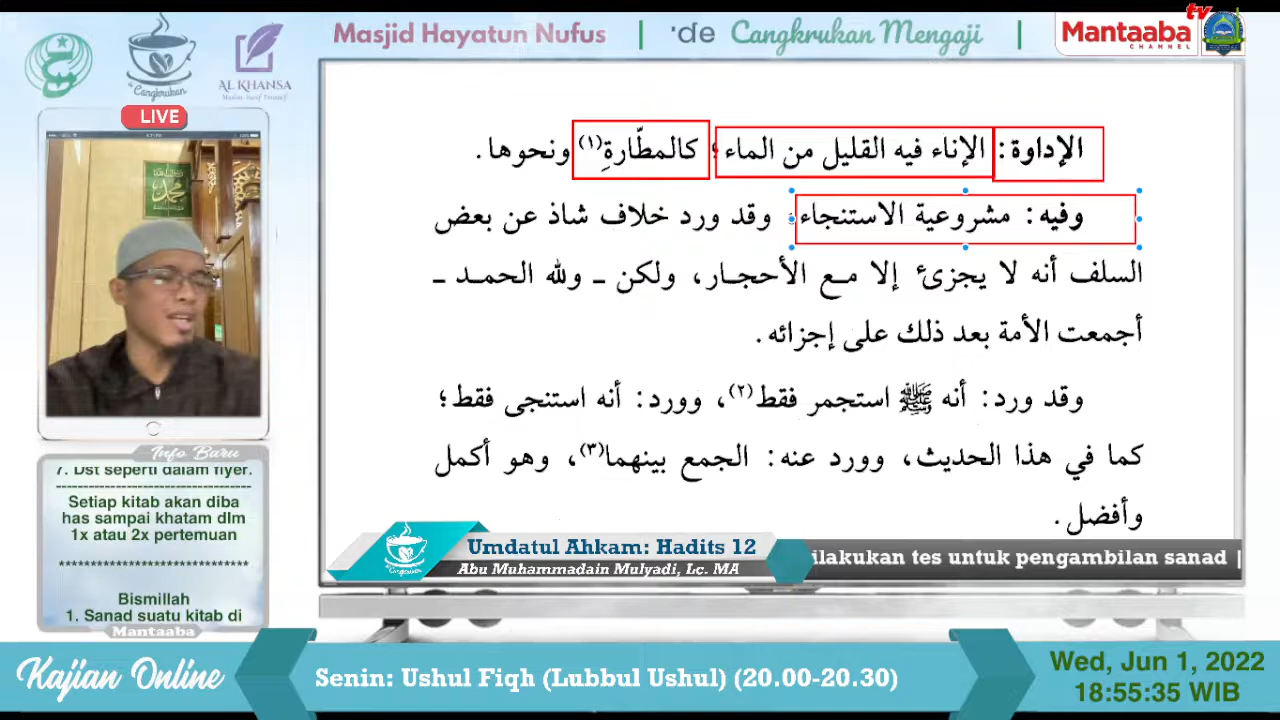 Masjid Hayatun Nufus | 'de Cangkrukan Mengaji |
Mantaaba tv
CHANNEL
Cangkrukan
AL KHANSA
LIVE
الإداوة: الإناء فيه القليل من الماء؛ كالمطّارةِ(١) ونحوها.
وفيه: مشروعية الاستنجاء، وقد ورد خلاف شاذ عن بعض
السلف أنه لا يجزئ إلا مـع الأحجـار، ولكن ـ ولله الحمـد ـ
أجمعت الأمة بعد ذلك على إجزائه.
وقد ورد: أنه ﷺ استجمر فقط(٢)، وورد: أنه استنجى فقط؛
كما في هذا الحديث، وورد عنه: الجمع بينهما(٣)، وهو أكمل
وأفضل.
Info Baru
7. Dst seperti dalam flyer.
Setiap kitab akan diba
has sampai khatam dlm
1x atau 2x pertemuan
******************************
Bismillah
1. Sanad suatu kitab di
Mantaaba
Cangkrukan
Umdatul Ahkam: Hadits 12
Abu Muhammadain Mulyadi, Lc. MA
ilakukan tes untuk pengambilan sanad |
Kajian Online
Senin: Ushul Fiqh (Lubbul Ushul) (20.00-20.30)
Wed, Jun 1, 2022
18:55:35 WIB